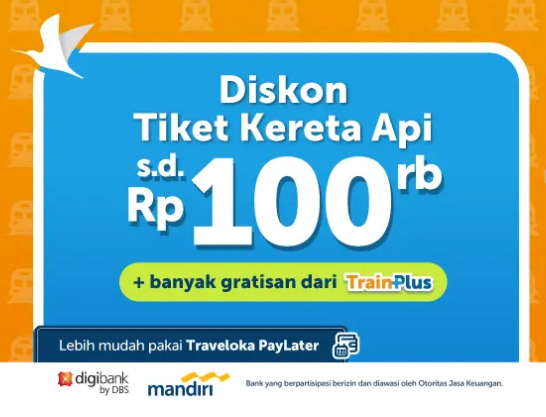 Diskon
Tiket Kereta Api
s.d.
Rp 100 rb
+ banyak gratisan dari TrainPlus
Lebih mudah pakai Traveloka PayLater
digibank
by DBS
mandiri
Bank yang berpartisipasi berizin dan diawasi oleh Otoritas Jasa Keuangan.